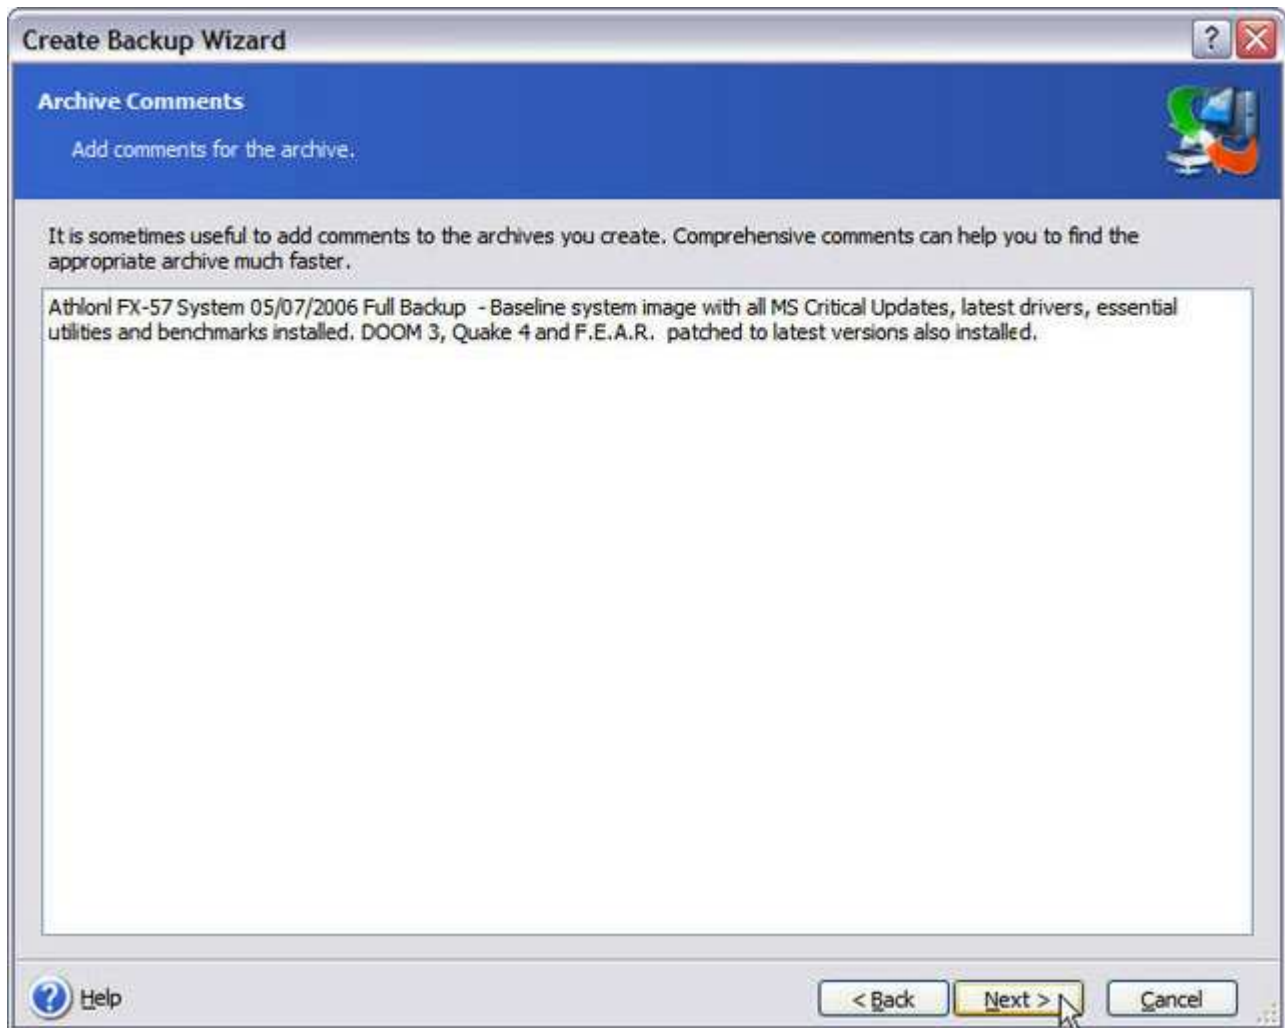 Create Backup Wizard
?
Archive Comments
Add comments for the archive.
It is sometimes useful to add comments to the archives you create. Comprehensive comments can help you to find the
appropriate archive much faster.
Athlonl FX-57 System 05/07/2006 Full Backup  - Baseline system image with all MS Critical Updates, latest drivers, essential
utilities and benchmarks installed. DOOM 3, Quake 4 and F.E.A.R.  patched to latest versions also installed.
? Help
< Back
Next >
Cancel